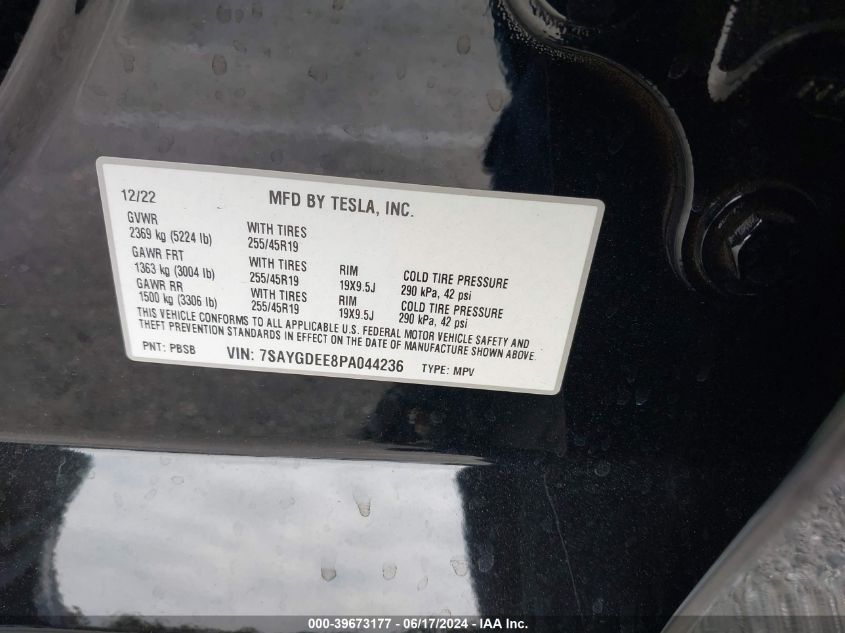 12/22 MFD BY TESLA, INC.
GVWR
2369 kg (5224 lb) WITH TIRES 255/45R19
GAWR FRT
1363 kg (3004 lb) WITH TIRES 255/45R19 RIM 19X9.5J COLD TIRE PRESSURE 290 kPa, 42 psi
GAWR RR
1500 kg (3306 lb) WITH TIRES 255/45R19 RIM 19X9.5J COLD TIRE PRESSURE 290 kPa, 42 psi
THIS VEHICLE CONFORMS TO ALL APPLICABLE U.S. FEDERAL MOTOR VEHICLE SAFETY AND
THEFT PREVENTION STANDARDS IN EFFECT ON THE DATE OF MANUFACTURE SHOWN ABOVE.
PNT: PBSB VIN: 7SAYGDEE8PA044236 TYPE: MPV
000-39673177 - 06/17/2024 - IAA Inc.